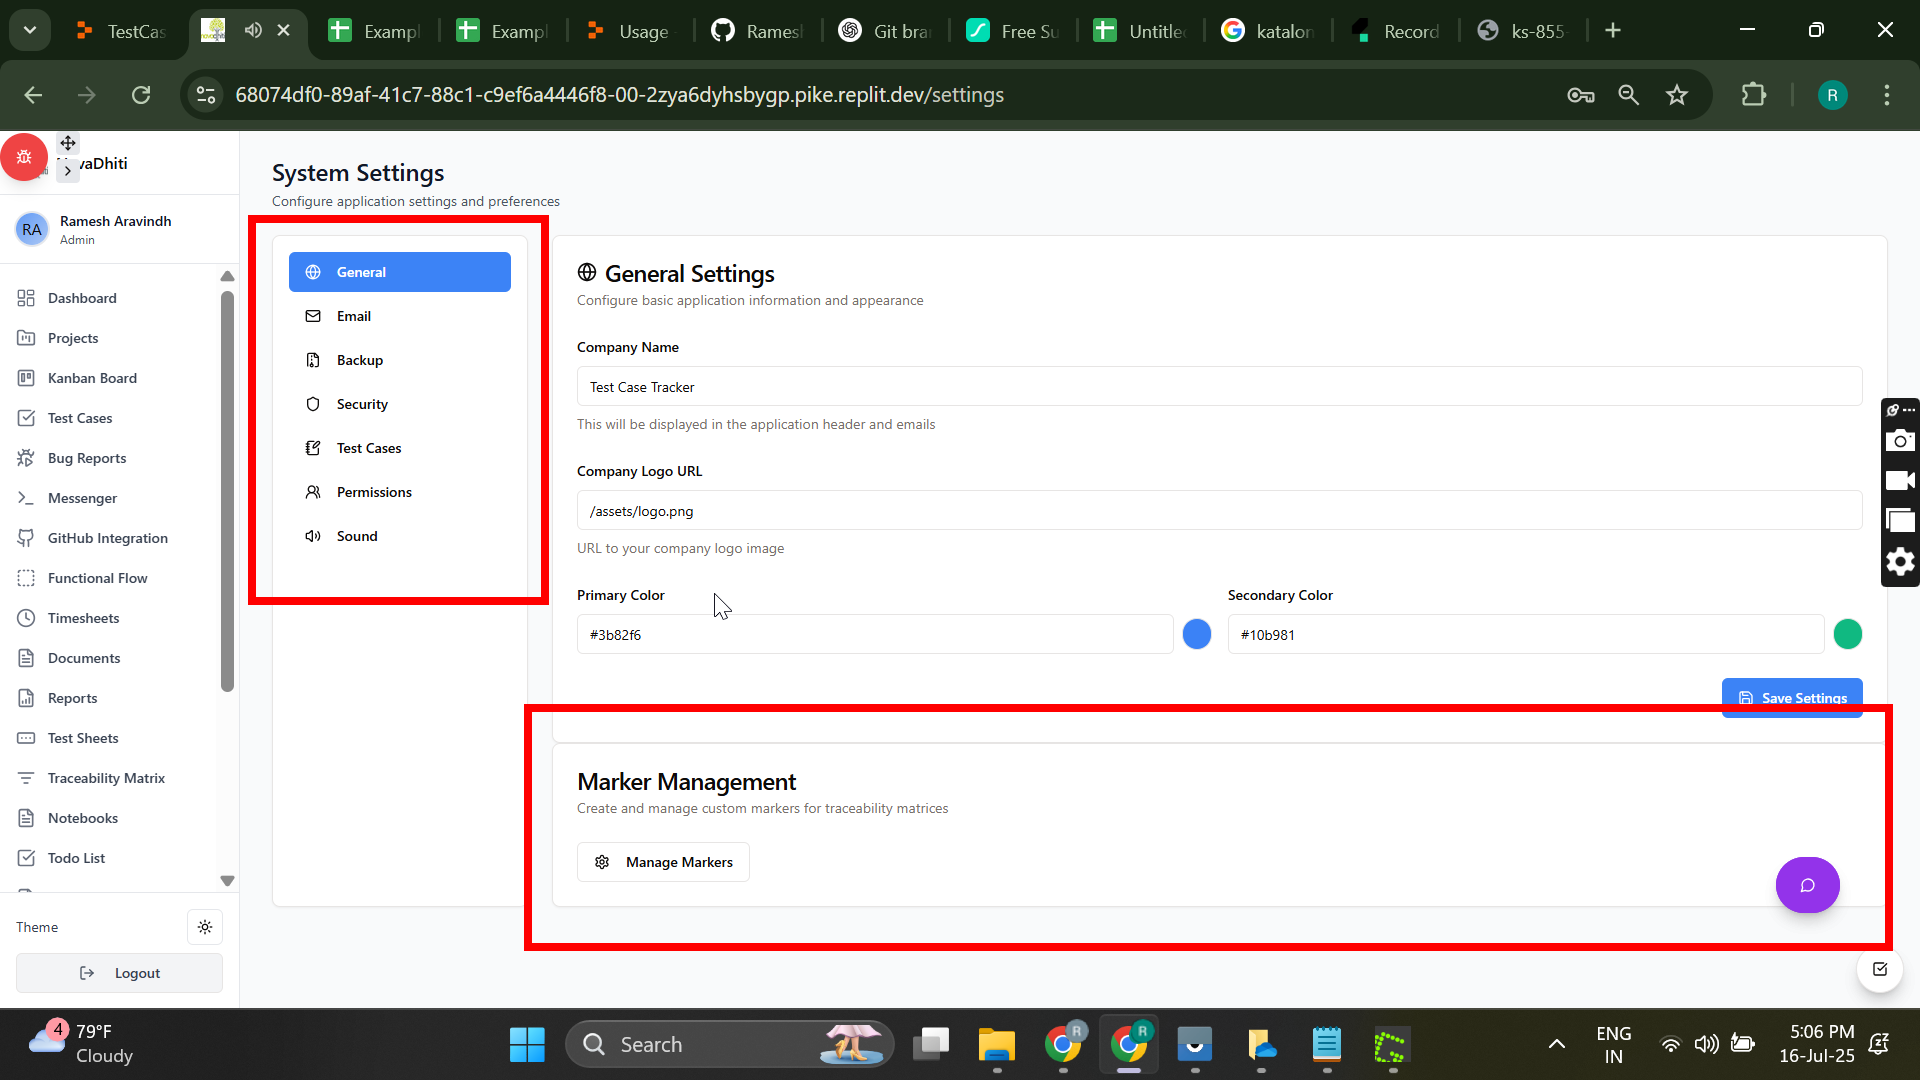 TestCas
Exampl
Exampl
Usage
Ramesh
Git bra
Free Su
Untitle
katalon
Record
ks-855-
68074df0-89af-41c7-88c1-c9ef6a4446f8-00-2zya6dyhsbygp.pike.replit.dev/settings
R
vaDhiti
RA
Ramesh Aravindh
Admin
Dashboard
Projects
Kanban Board
Test Cases
Bug Reports
Messenger
GitHub Integration
Functional Flow
Timesheets
Documents
Reports
Test Sheets
Traceability Matrix
Notebooks
Todo List
Theme
Logout
System Settings
Configure application settings and preferences
General
Email
Backup
Security
Test Cases
Permissions
Sound
General Settings
Configure basic application information and appearance
Company Name
Test Case Tracker
This will be displayed in the application header and emails
Company Logo URL
/assets/logo.png
URL to your company logo image
Primary Color
Secondary Color
#3b82f6
#10b981
Save Settings
Marker Management
Create and manage custom markers for traceability matrices
Manage Markers
4
79°F
Cloudy
Search
R
R
ENG
IN
5:06 PM
16-Jul-25